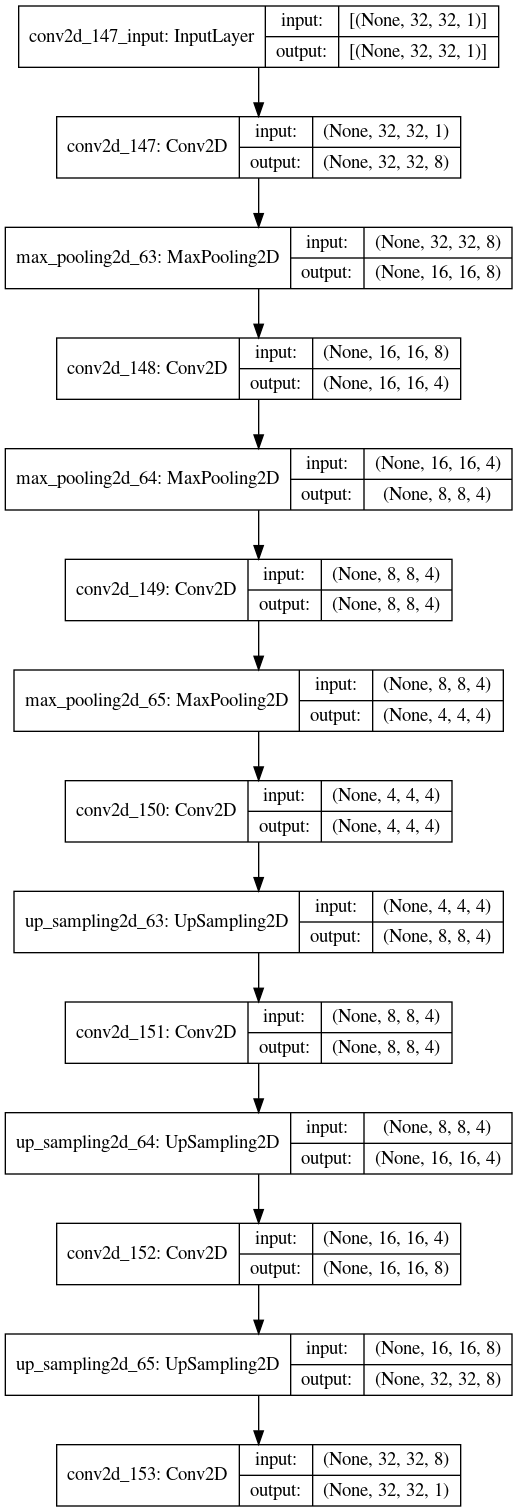 conv2d_147_input: InputLayer
input: [(None, 32, 32, 1)]
output: [(None, 32, 32, 1)]
conv2d_147: Conv2D
input: (None, 32, 32, 1)
output: (None, 32, 32, 8)
max_pooling2d_63: MaxPooling2D
input: (None, 32, 32, 8)
output: (None, 16, 16, 8)
conv2d_148: Conv2D
input: (None, 16, 16, 8)
output: (None, 16, 16, 4)
max_pooling2d_64: MaxPooling2D
input: (None, 16, 16, 4)
output: (None, 8, 8, 4)
conv2d_149: Conv2D
input: (None, 8, 8, 4)
output: (None, 8, 8, 4)
max_pooling2d_65: MaxPooling2D
input: (None, 8, 8, 4)
output: (None, 4, 4, 4)
conv2d_150: Conv2D
input: (None, 4, 4, 4)
output: (None, 4, 4, 4)
up_sampling2d_63: UpSampling2D
input: (None, 4, 4, 4)
output: (None, 8, 8, 4)
conv2d_151: Conv2D
input: (None, 8, 8, 4)
output: (None, 8, 8, 4)
up_sampling2d_64: UpSampling2D
input: (None, 8, 8, 4)
output: (None, 16, 16, 4)
conv2d_152: Conv2D
input: (None, 16, 16, 4)
output: (None, 16, 16, 8)
up_sampling2d_65: UpSampling2D
input: (None, 16, 16, 8)
output: (None, 32, 32, 8)
conv2d_153: Conv2D
input: (None, 32, 32, 8)
output: (None, 32, 32, 1)